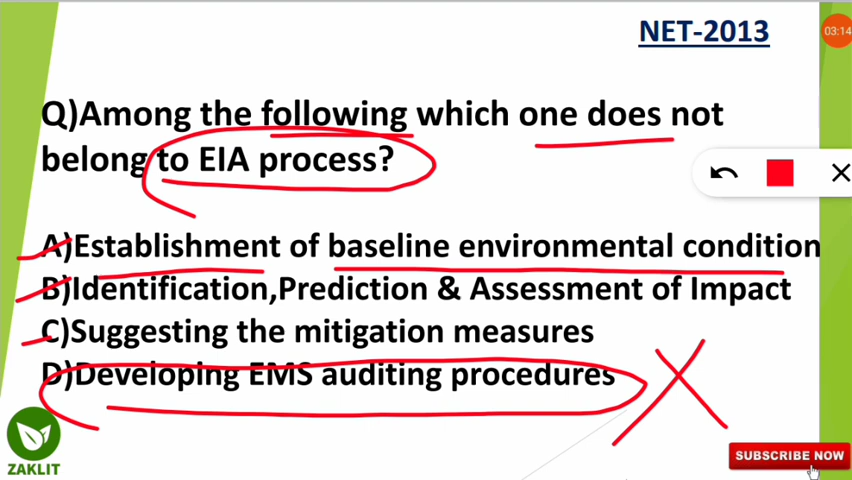 NET-2013
03:14
Q)Among the following which one does not
belong to EIA process?
A)Establishment of baseline environmental condition
B)Identification,Prediction & Assessment of Impact
C)Suggesting the mitigation measures
D)Developing EMS auditing procedures
ZAKLIT
SUBSCRIBE NOW